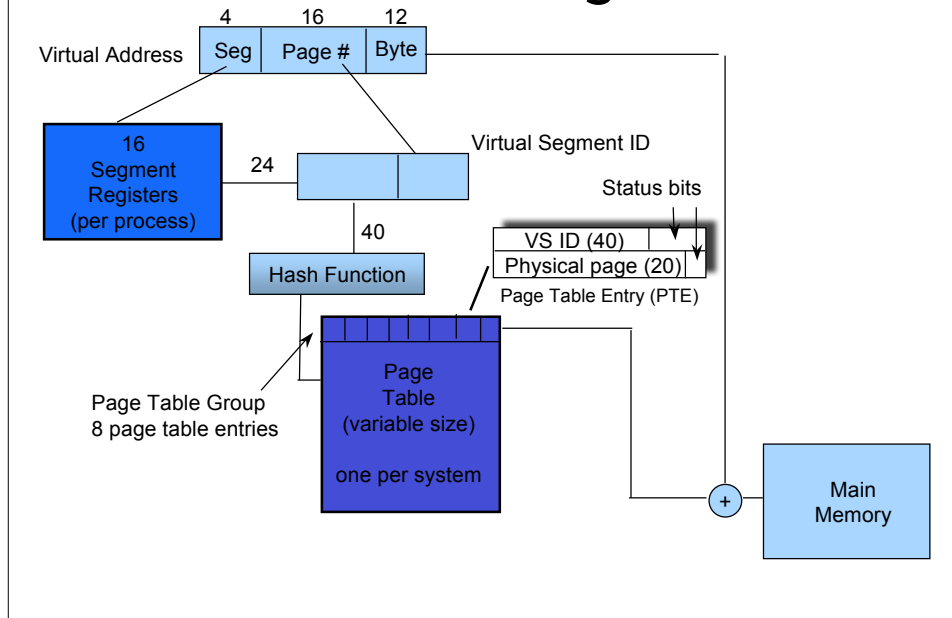 4 16 12
Virtual Address Seg Page # Byte
16
Segment
Registers
(per process)
24
Virtual Segment ID
Status bits
40
VS ID (40)
Physical page (20)
Page Table Entry (PTE)
Hash Function
Page Table Group
8 page table entries
Page
Table
(variable size)
one per system
+
Main
Memory